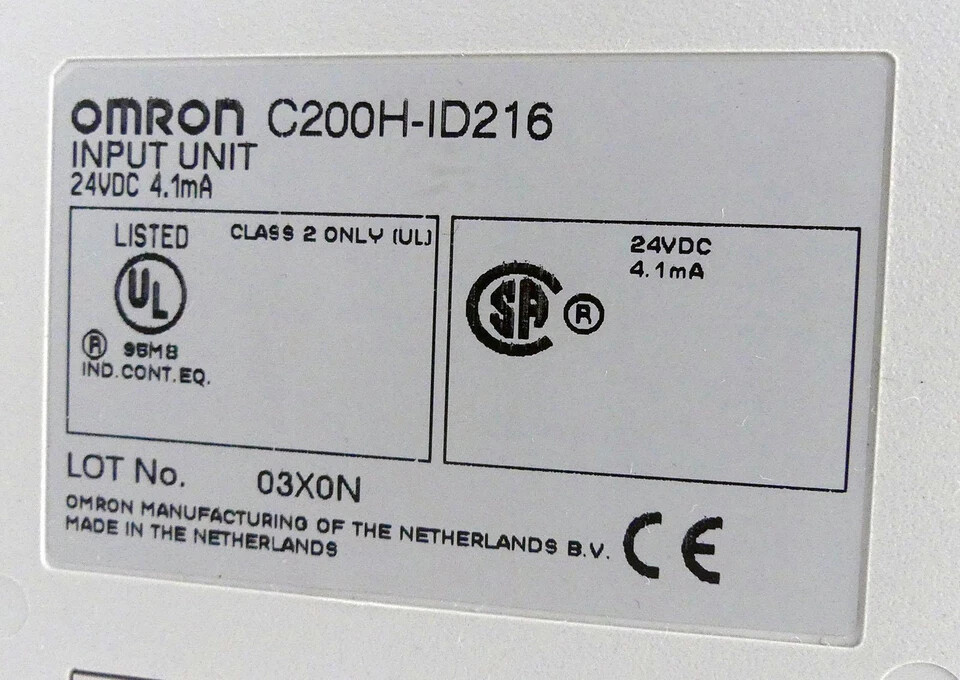 OMRON C200H-ID216
INPUT UNIT
24VDC 4.1mA
LISTED CLASS 2 ONLY (UL)
UL
® 95M8
IND.CONT.EQ.
24VDC
4.1mA
CSA ®
LOT No. 03X0N
OMRON MANUFACTURING OF THE NETHERLANDS B.V.
MADE IN THE NETHERLANDS
CE